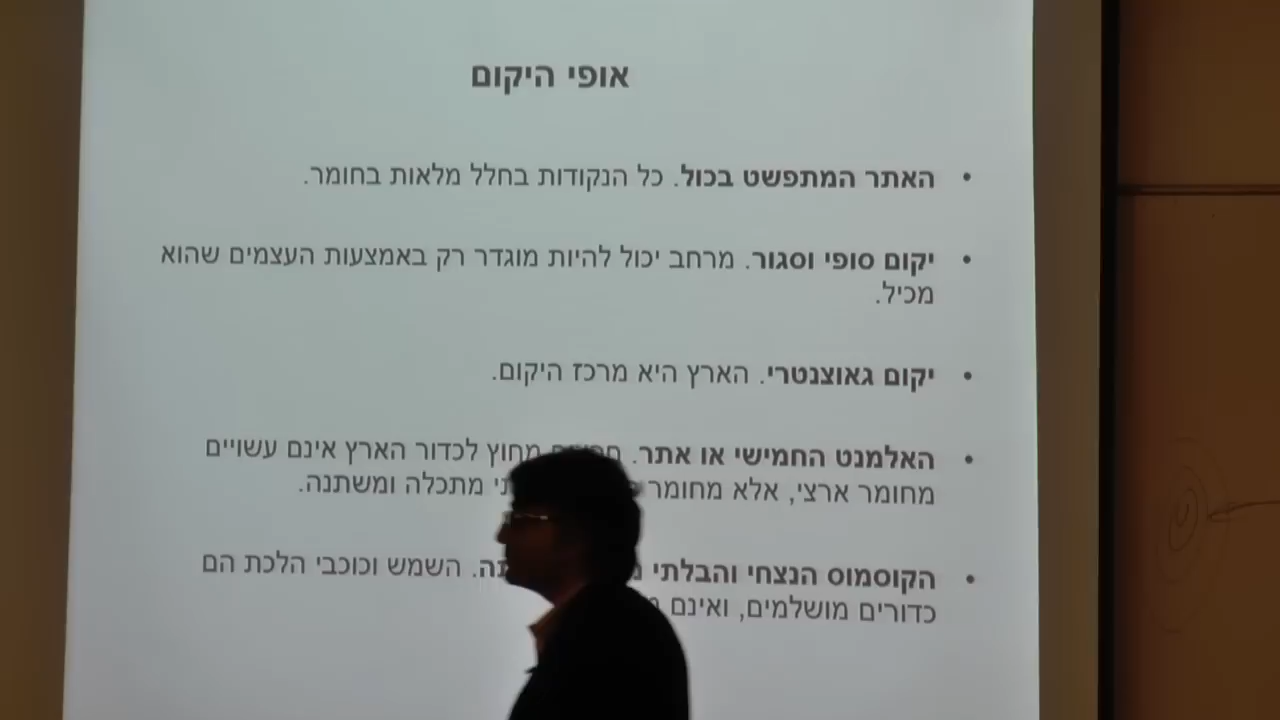 אופי היקום
• האתר המתפשט בכול. כל הנקודות בחלל מלאות בחומר.
• יקום סופי וסגור. מרחב יכול להיות מוגדר רק באמצעות העצמים שהוא
מכיל.
• יקום גאוצנטרי. הארץ היא מרכז היקום.
• האלמנט החמישי או אתר. מחוץ לכדור הארץ אינם עשויים
מחומר ארצי, אלא מחומר מתכלה ומשתנה.
• הקוסמוס הנצחי והבלתי השמש וכוכבי הלכת הם
כדורים מושלמים, ואינם